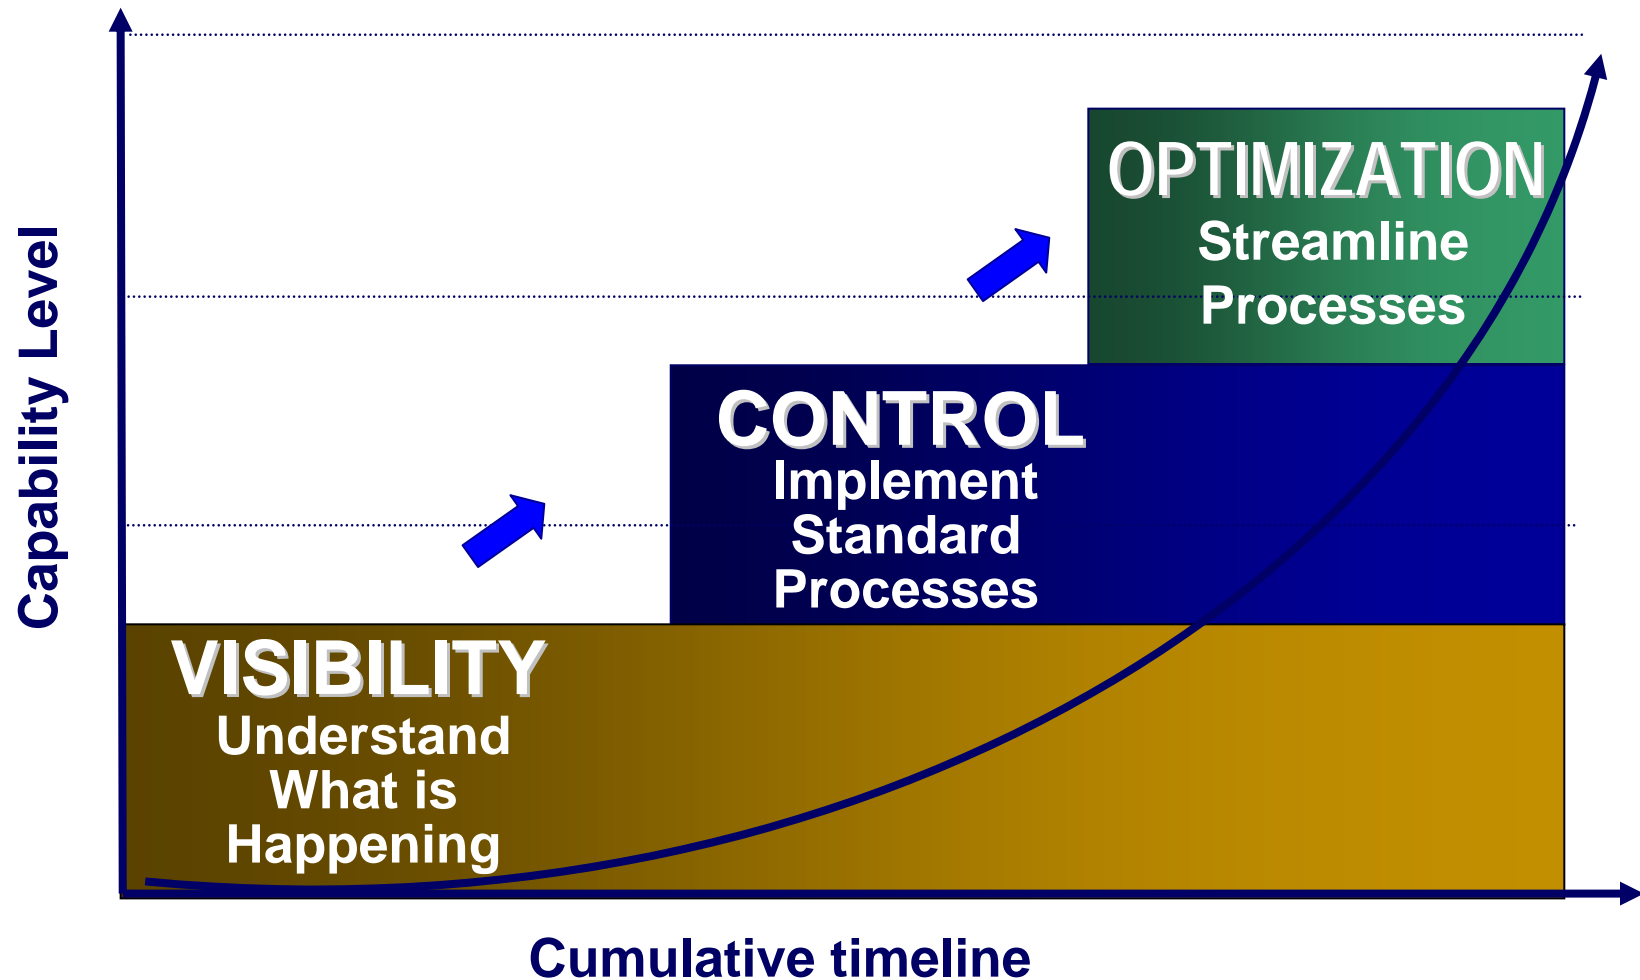 Capability Level
OPTIMIZATION
Streamline
Processes
CONTROL
Implement
Standard
Processes
VISIBILITY
Understand
What is
Happening
Cumulative timeline